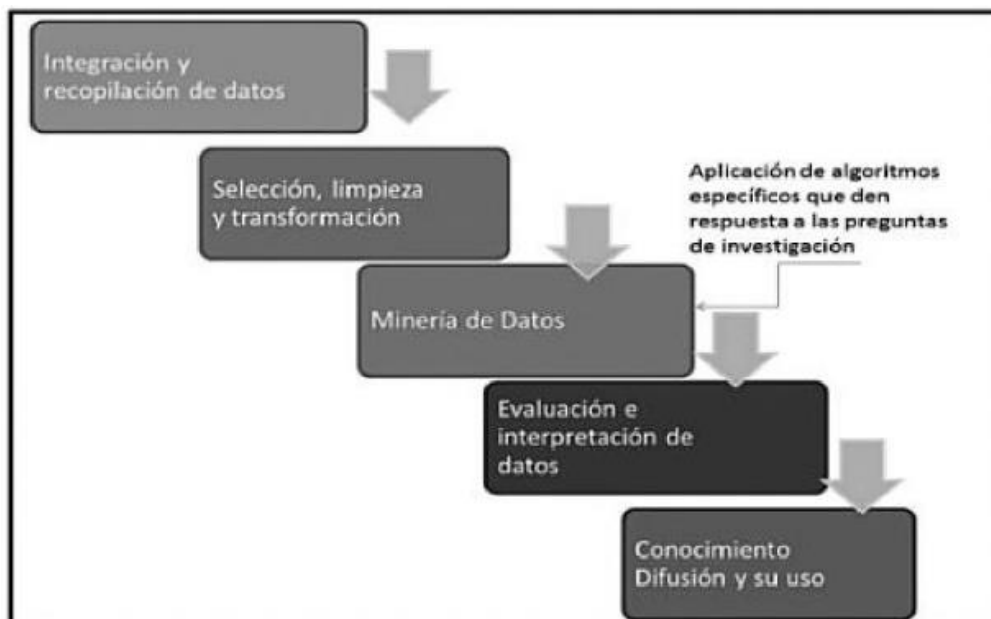 Integración y
recopilación de datos
Selección, limpieza
y transformación
Aplicación de algoritmos
específicos que den
respuesta a las preguntas
de investigación
Minería de Datos
Evaluación e
interpretación de
datos
Conocimiento
Difusión y su uso